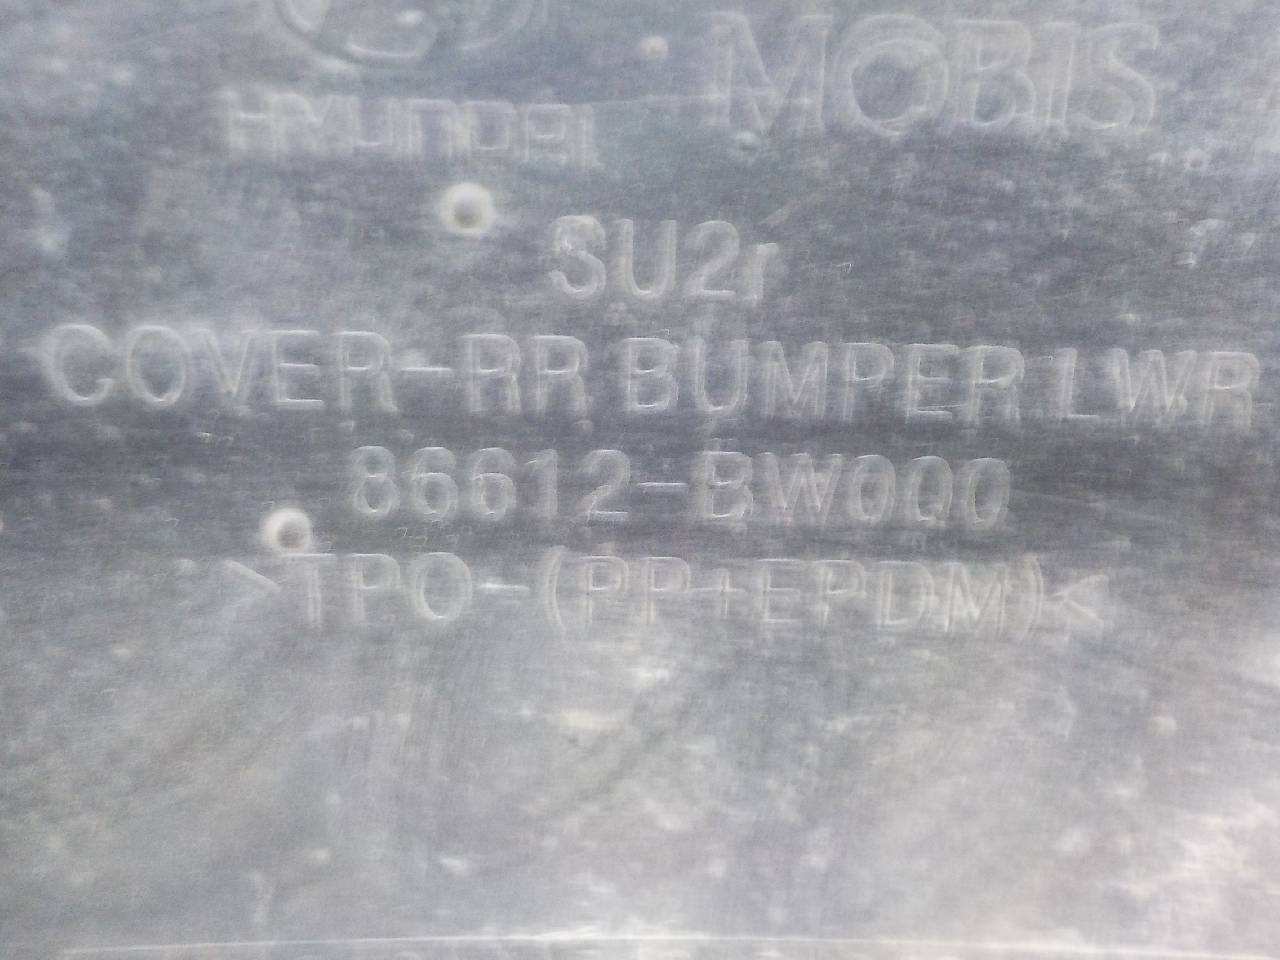 HYUNDAI MOBIS
SU2r
COVER-RR BUMPER LWR
86612-BW000
>TPO-(PP+EPDM)<